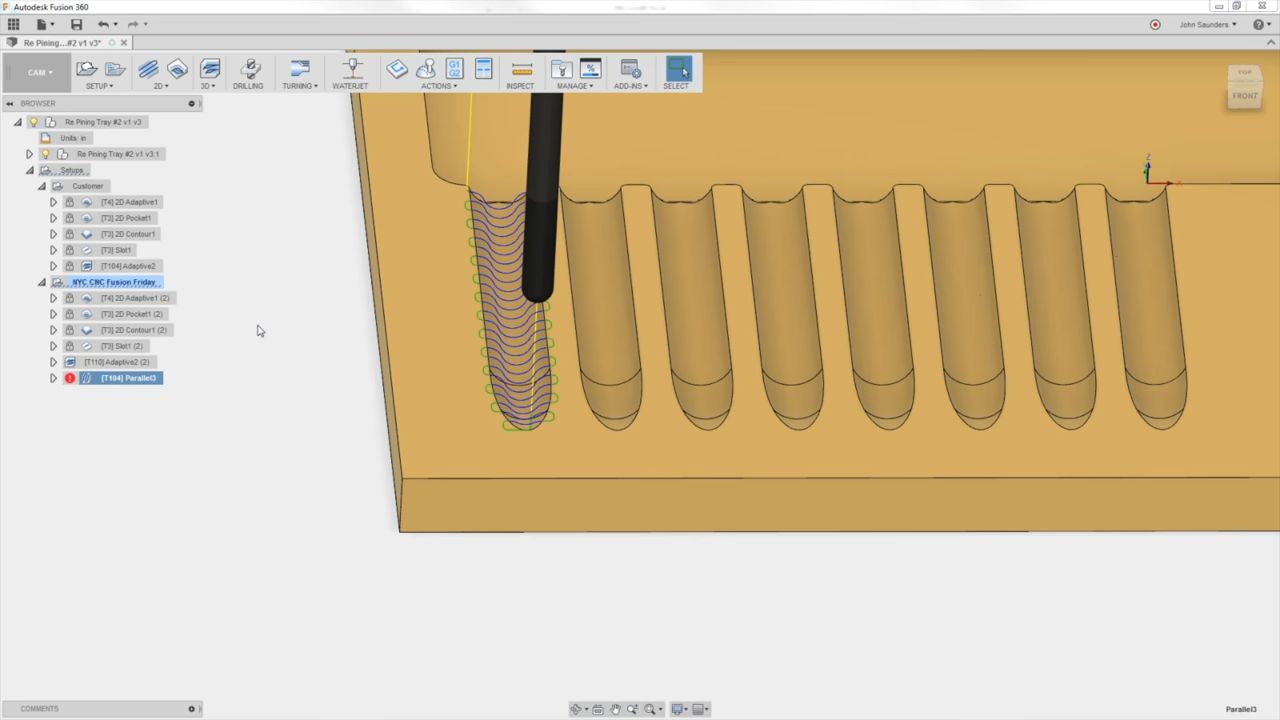 Autodesk Fusion 360
John Saunders
Re Pining...#2 v1 v3*
CAM
SETUP
2D
3D
DRILLING
TURNING
WATERJET
G1
G2
ACTIONS
INSPECT
MANAGE
ADD-INS
SELECT
TOP
FRONT
BROWSER
Re Pining Tray #2 v1 v3
Units: in
Re Pining Tray #2 v1 v3:1
Setups
Customer
[T4] 2D Adaptive1
[T3] 2D Pocket1
[T3] 2D Contour1
[T3] Slot1
[T104] Adaptive2
NYC CNC Fusion Friday
[T4] 2D Adaptive1 (2)
[T3] 2D Pocket1 (2)
[T3] 2D Contour1 (2)
[T3] Slot1 (2)
[T110] Adaptive2 (2)
[T104] Parallel3
Z
X
COMMENTS
Parallel3